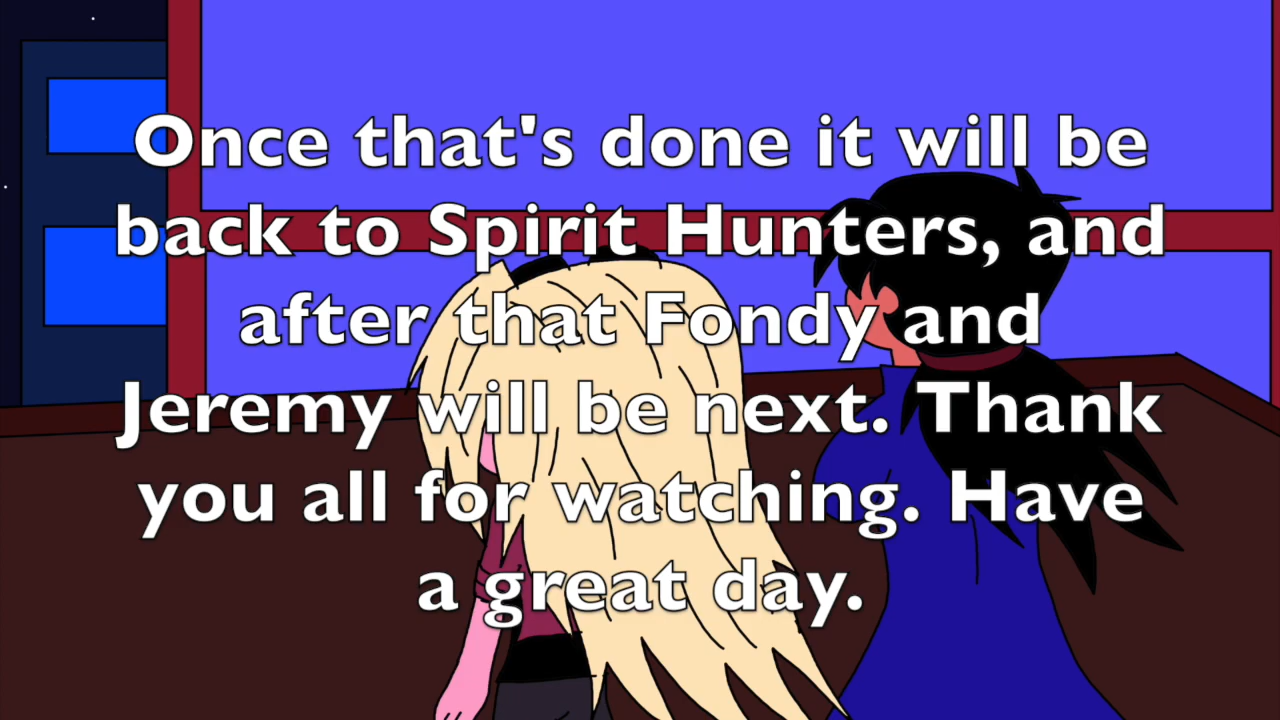 Once that's done it will be
back to Spirit Hunters, and
after that Fondy and
Jeremy will be next. Thank
you all for watching. Have
a great day.